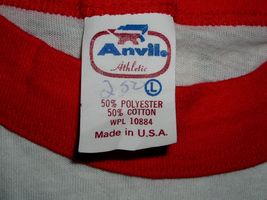 Anvil®
Athletic
L
50% POLYESTER
50% COTTON
WPL 10884
Made in U.S.A.